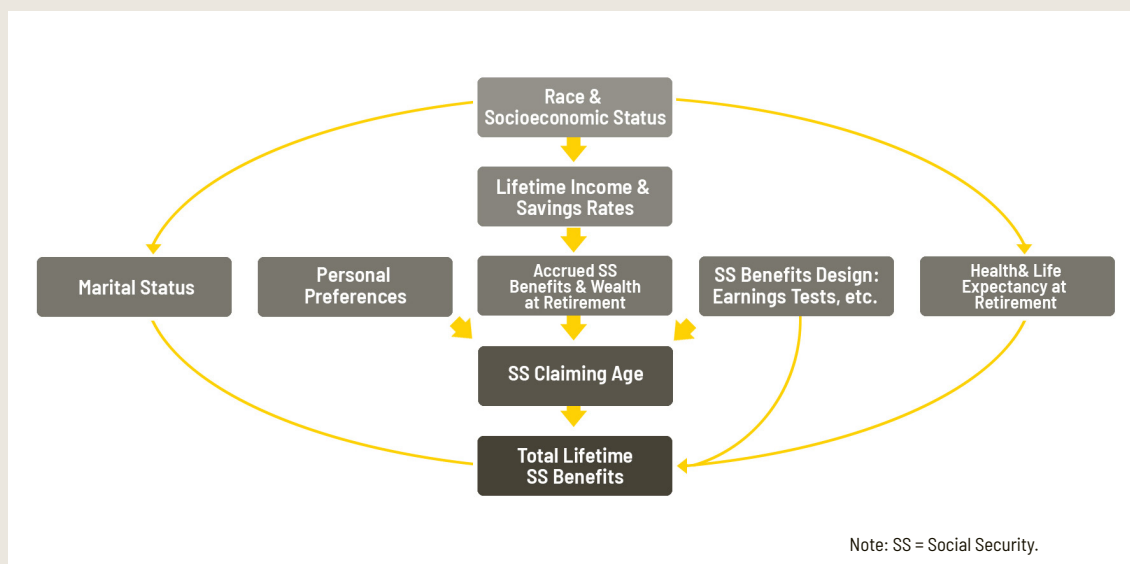 Race &
Socioeconomic Status
Lifetime Income &
Savings Rates
Marital Status
Personal
Preferences
Accrued SS
Benefits & Wealth
at Retirement
SS Benefits Design:
Earnings Tests, etc.
Health& Life
Expectancy at
Retirement
SS Claiming Age
Total Lifetime
SS Benefits
Note: SS = Social Security.